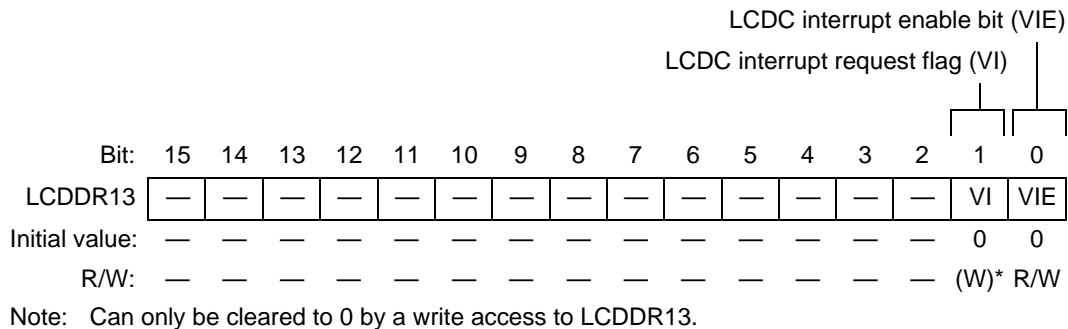 LCDC interrupt enable bit (VIE)
LCDC interrupt request flag (VI)
Bit: 15 14 13 12 11 10 9 8 7 6 5 4 3 2 1 0
LCDDR13 — — — — — — — — — — — — — — VI VIE
Initial value: — — — — — — — — — — — — — — 0 0
R/W: — — — — — — — — — — — — — — (W)* R/W
Note: Can only be cleared to 0 by a write access to LCDDR13.